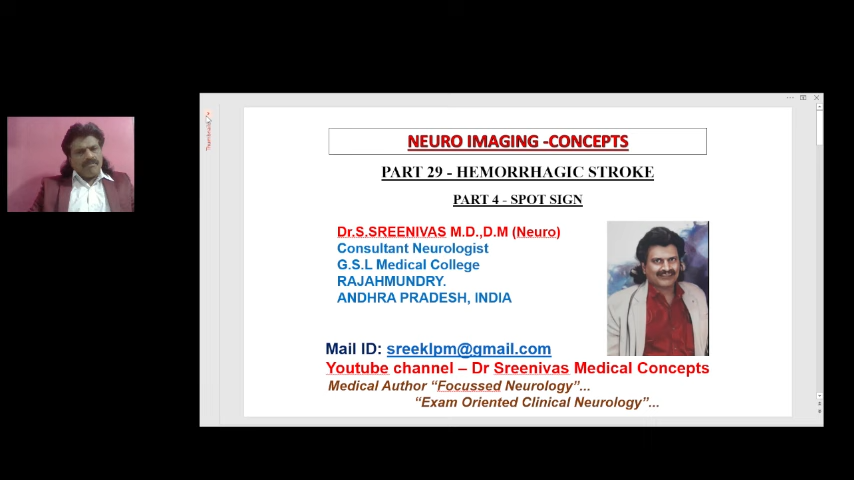 NEURO IMAGING -CONCEPTS
PART 29 - HEMORRHAGIC STROKE
PART 4 - SPOT SIGN
Dr.S.SREENIVAS M.D.,D.M (Neuro)
Consultant Neurologist
G.S.L Medical College
RAJAHMUNDRY.
ANDHRA PRADESH, INDIA
Mail ID: sreeklpm@gmail.com
Youtube channel – Dr Sreenivas Medical Concepts
Medical Author “Focussed Neurology”...
“Exam Oriented Clinical Neurology”...
Thumbnails